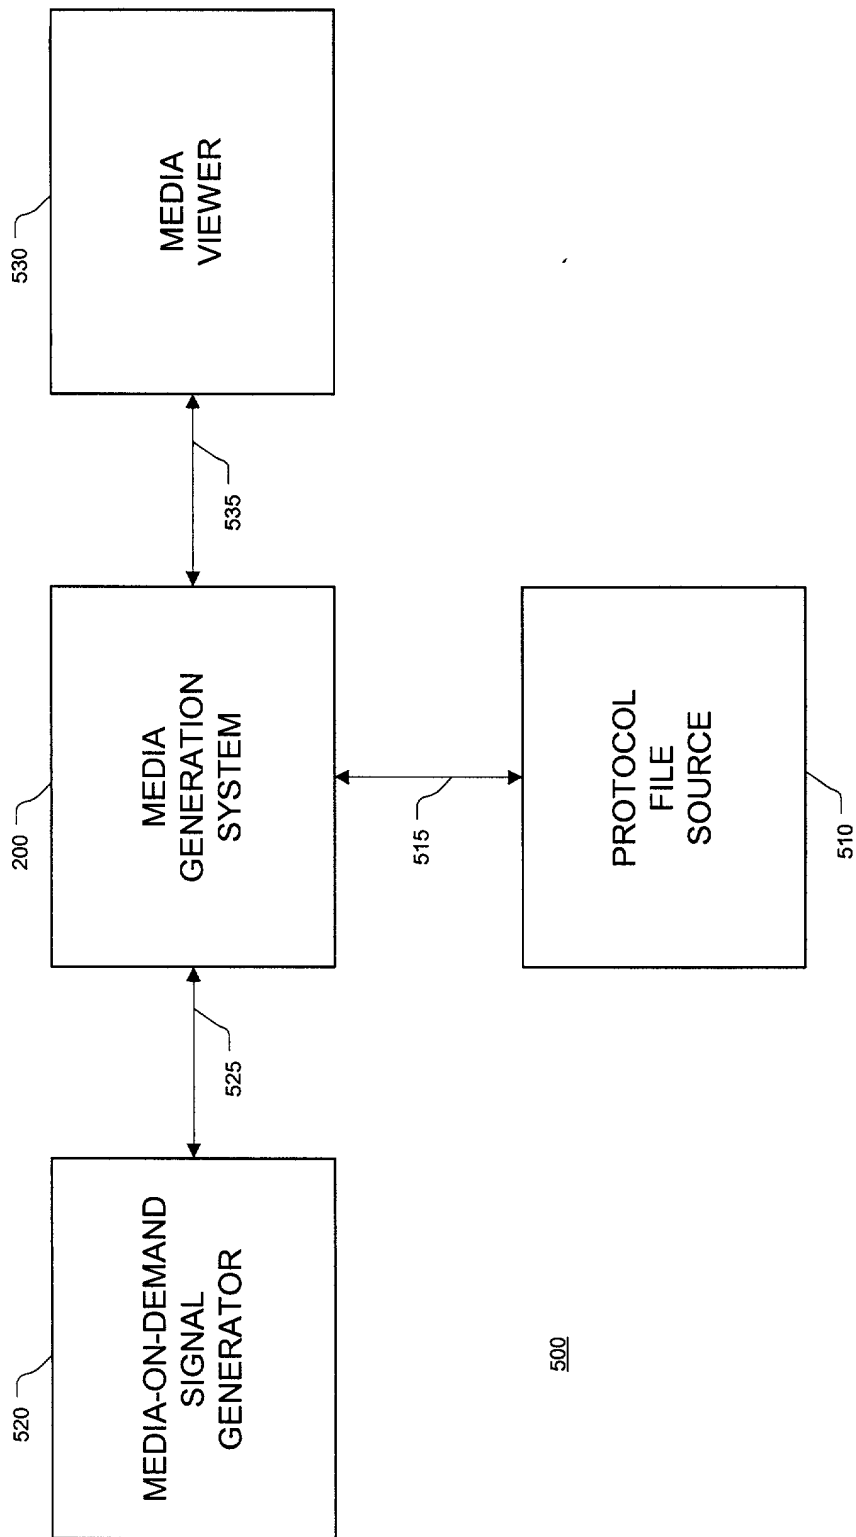 520
MEDIA-ON-DEMAND
SIGNAL
GENERATOR
525
200
MEDIA
GENERATION
SYSTEM
535
530
MEDIA
VIEWER
515
PROTOCOL
FILE
SOURCE
510
500